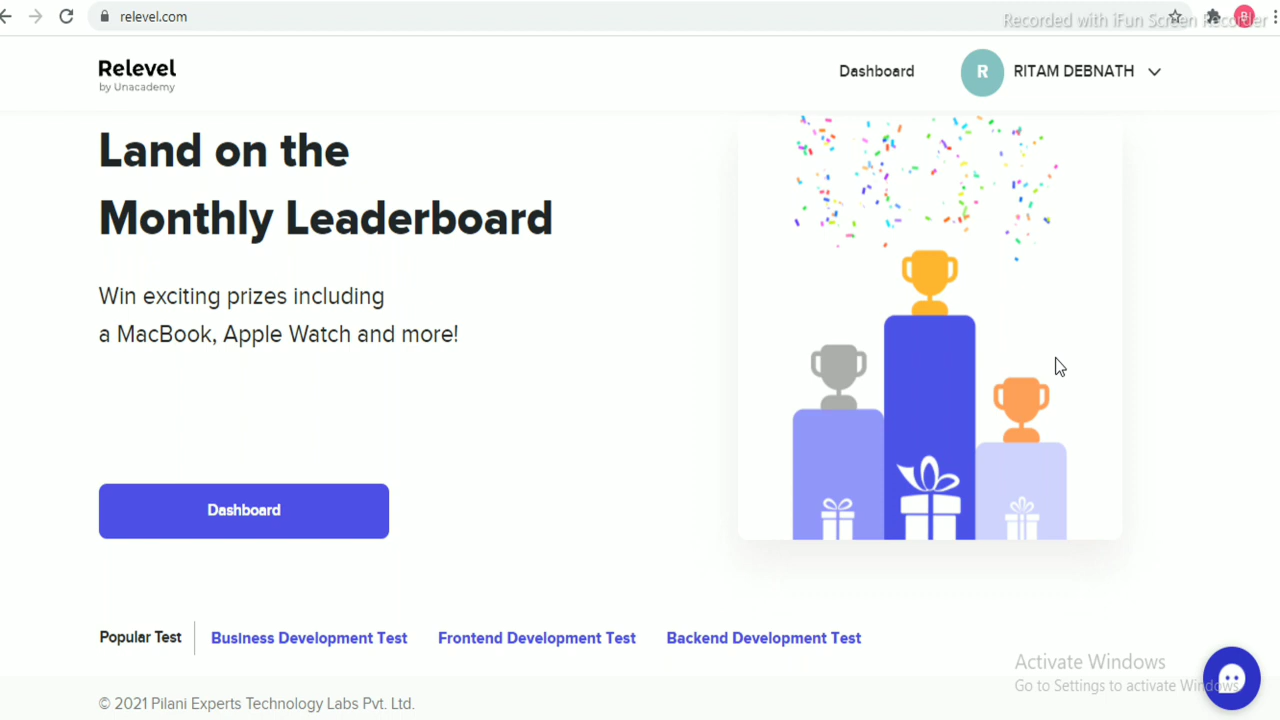 relevel.com
Recorded with iFun Screen Recorder
Relevel
by Unacademy
Dashboard
R
RITAM DEBNATH
Land on the
Monthly Leaderboard
Win exciting prizes including
a MacBook, Apple Watch and more!
Dashboard
Popular Test
Business Development Test
Frontend Development Test
Backend Development Test
Activate Windows
Go to Settings to activate Windows.
© 2021 Pilani Experts Technology Labs Pvt. Ltd.